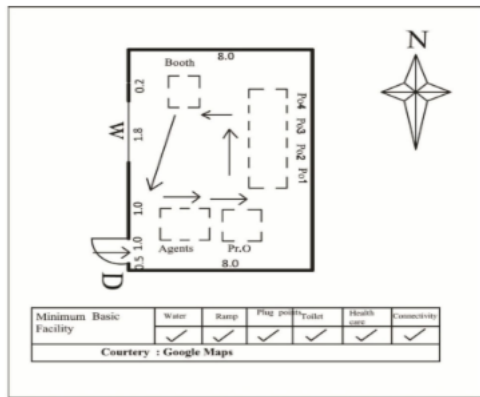 N
8.0
Booth
0.2
W
1.8
1.0
1.0
0.5
D
Po4 Po3 Po2 Po1
Agents
Pr.O
8.0
Minimum Basic Facility
Water
Ramp
Plug points
Toilet
Health care
Connectivity
Courtery : Google Maps